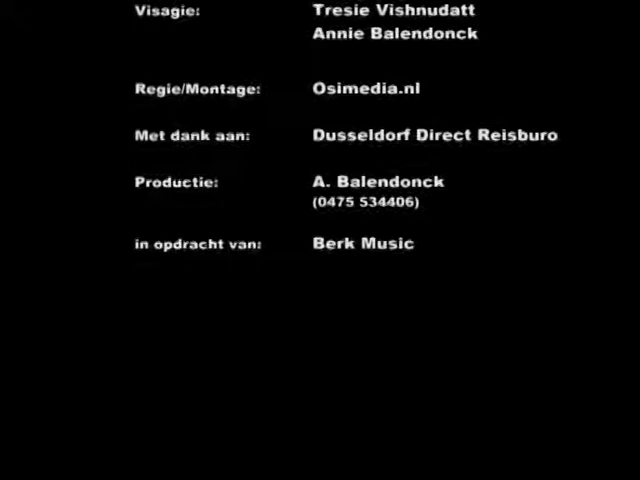 Visagie: Tresie Vishnudatt
Annie Balendonck
Regie/Montage: Osimedia.nl
Met dank aan: Dusseldorf Direct Reisburo
Productie: A. Balendonck
(0475 534406)
in opdracht van: Berk Music